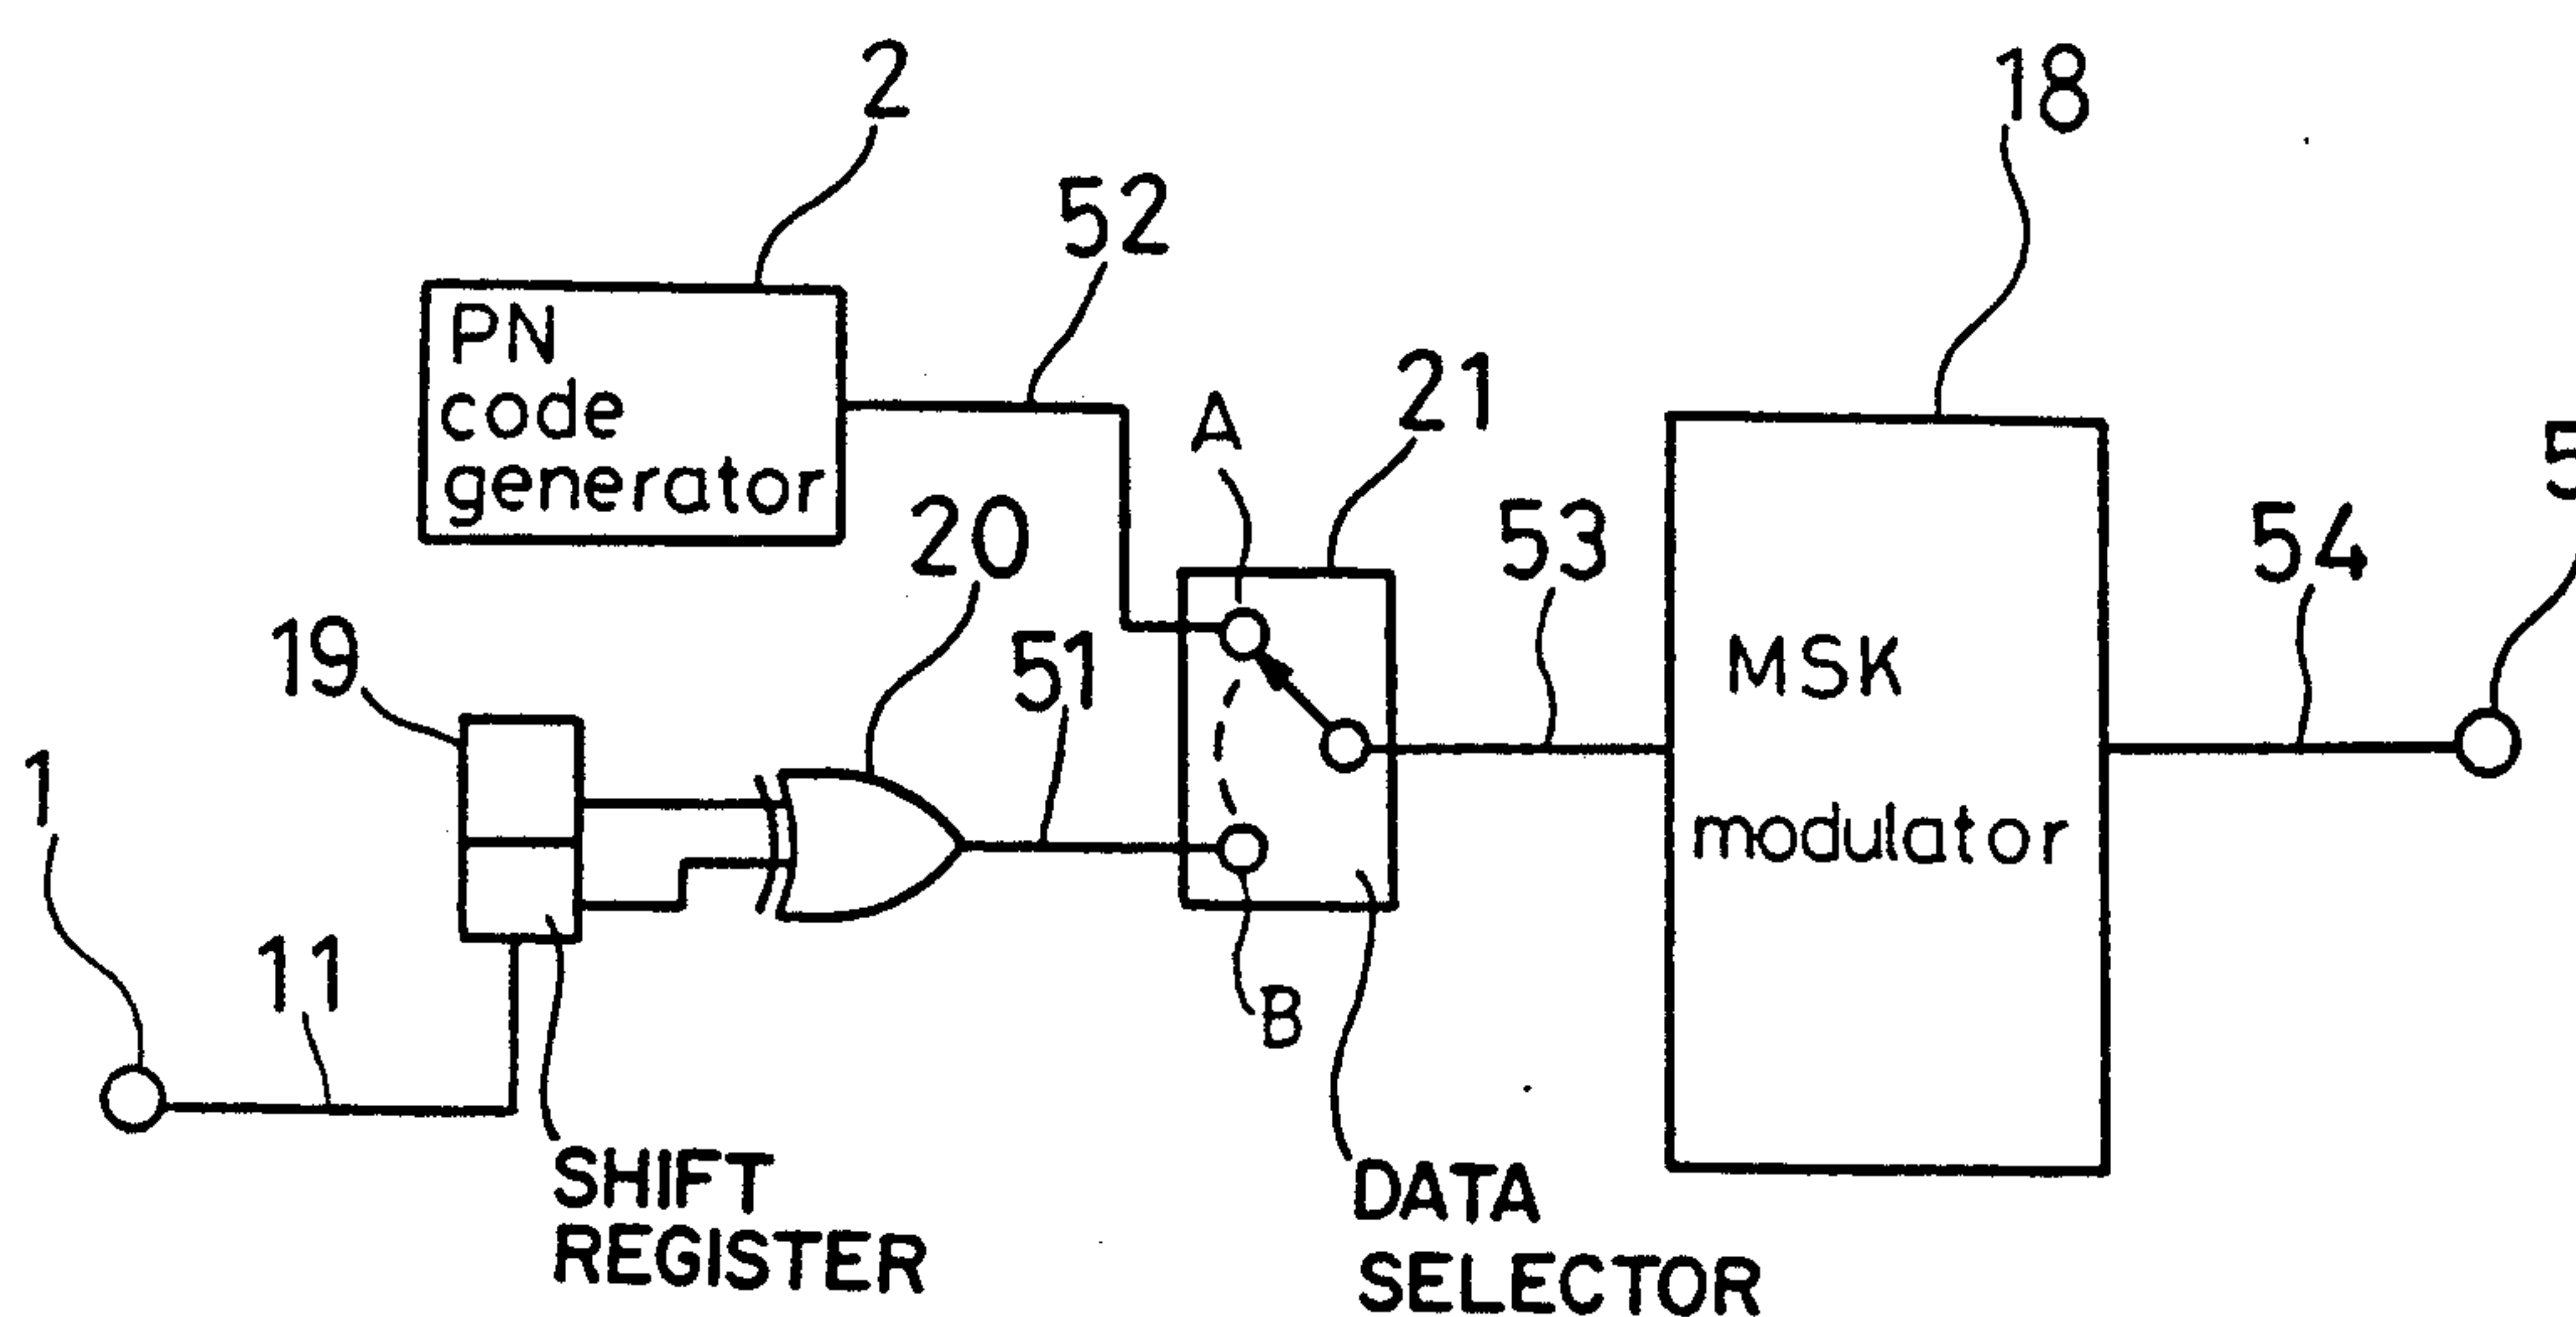 2
18
52
PN
code
generator
A
21
5
20
53
54
19
51
MSK
1
modulator
11
B
SHIFT
REGISTER
DATA
SELECTOR